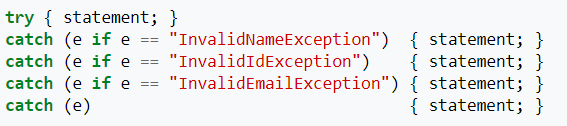 try { statement; }
catch (e if e == "InvalidNameException")  { statement; }
catch (e if e == "InvalidIdException")    { statement; }
catch (e if e == "InvalidEmailException") { statement; }
catch (e)                                 { statement; }